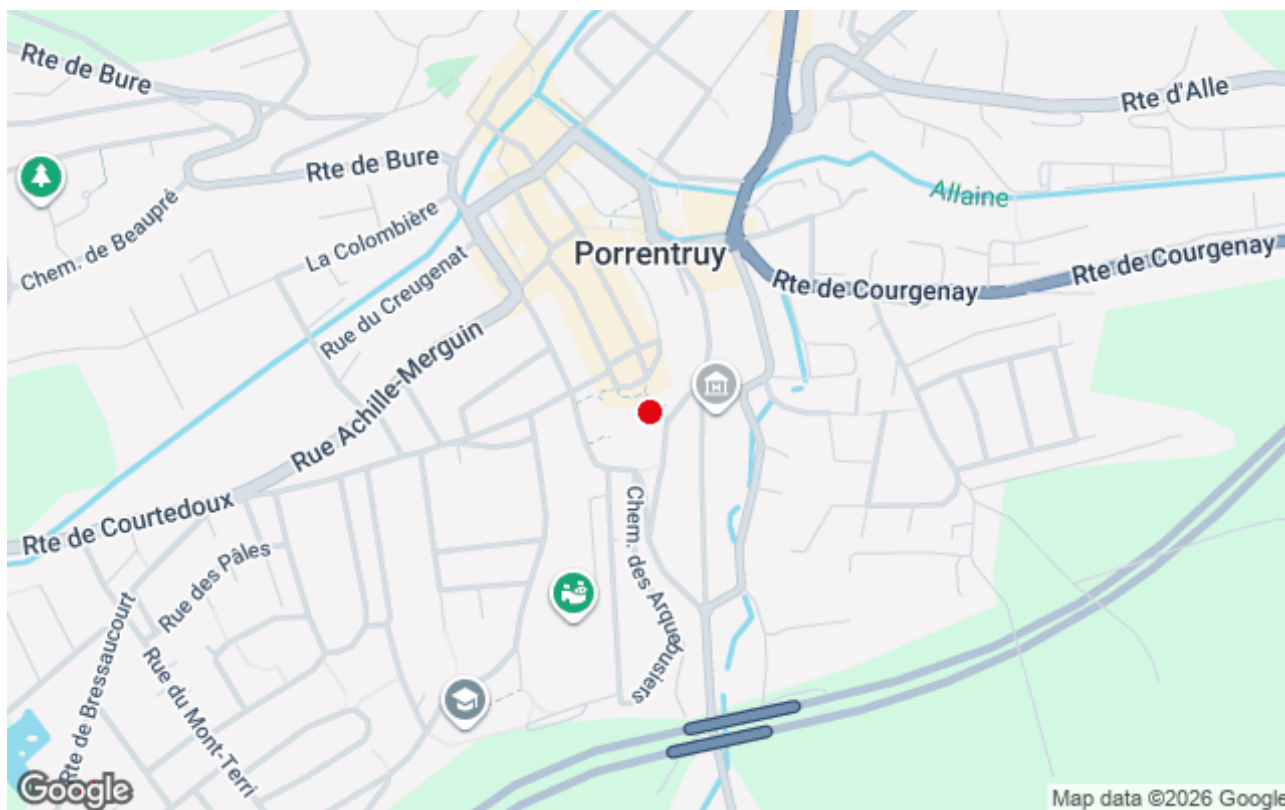 Rte de Bure
Rte d'Alle
Rte de Bure
Allaine
Chem. de Beaupré
La Colombière
Porrentruy
Rte de Courgenay
Rte de Courgenay
Rue du Creugenat
Rue Achille-Merguin
Rte de Courtedoux
Chem. des Arquebusiers
Rue des Pâles
Rte de Bressaucourt
Rue du Mont-Terri
Google
Map data ©2026 Google